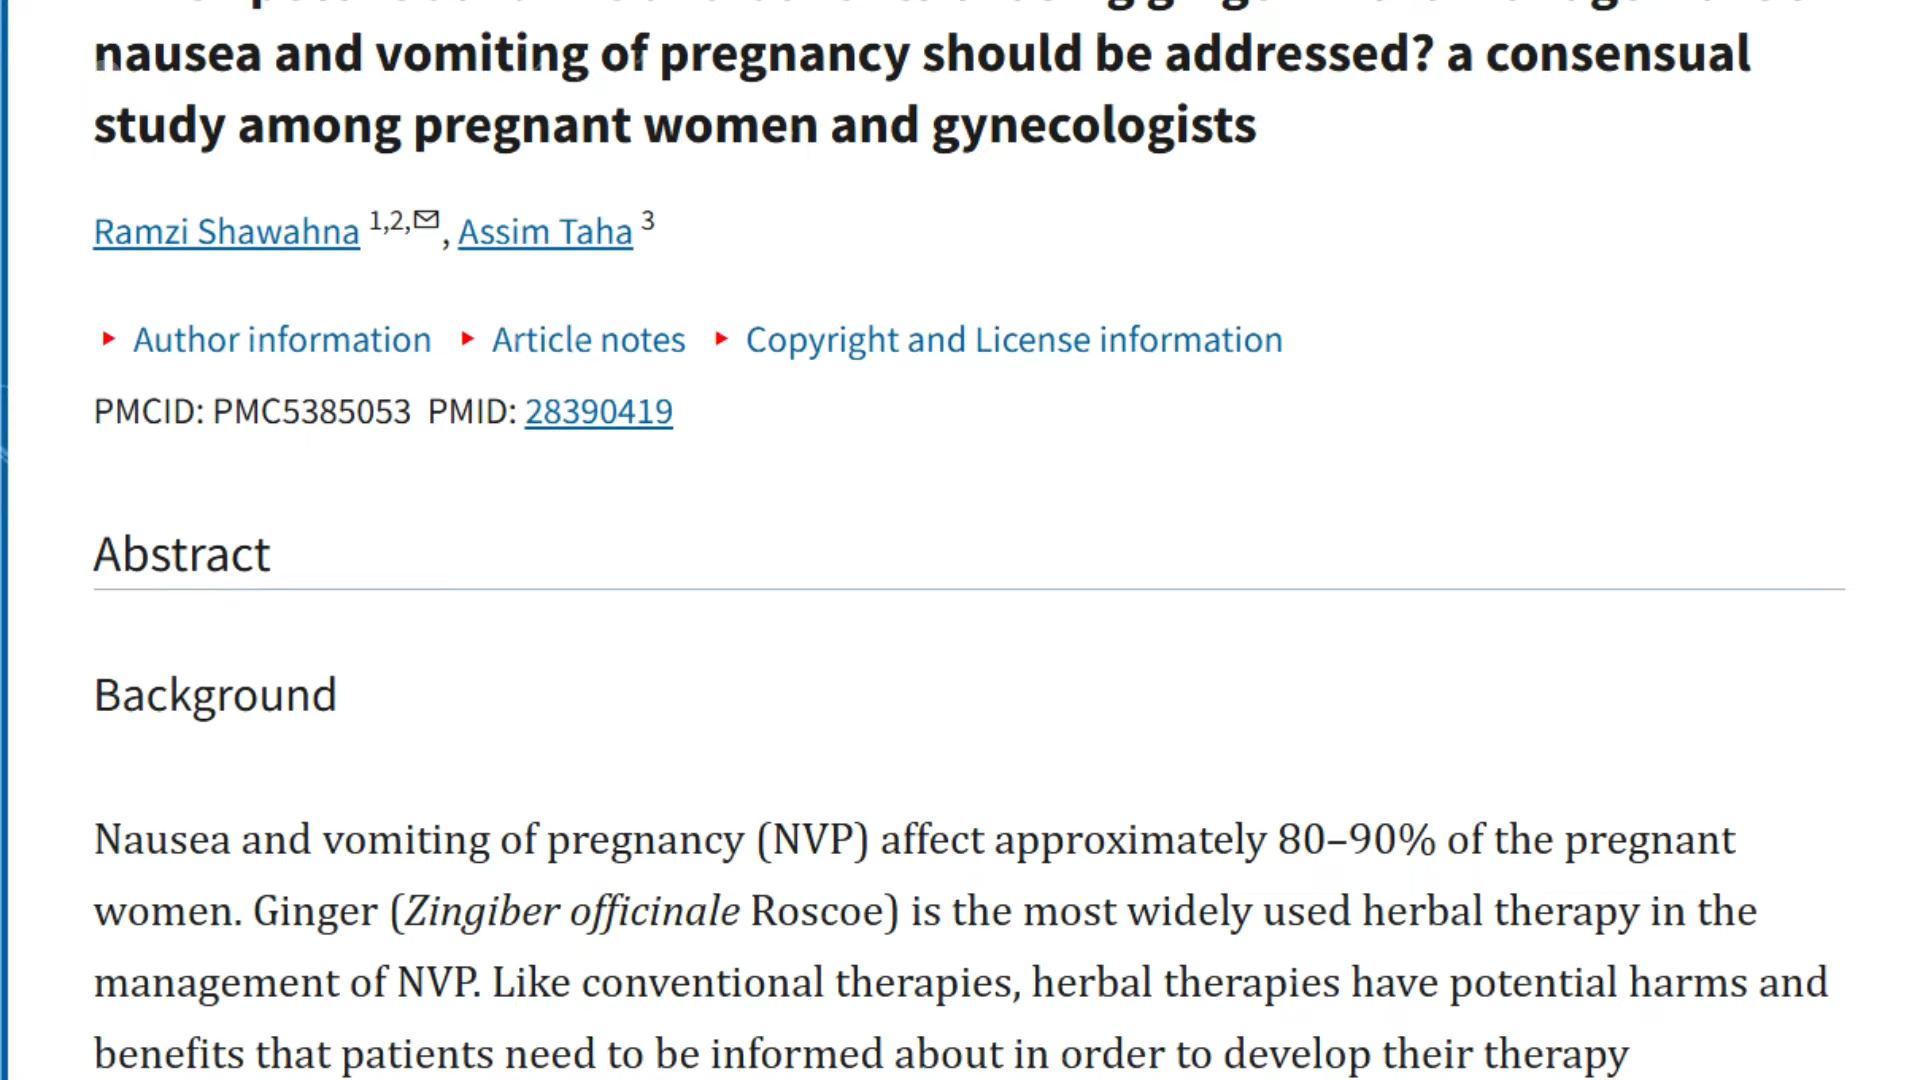 nausea and vomiting of pregnancy should be addressed? a consensual
study among pregnant women and gynecologists
Ramzi Shawahna 1,2, , Assim Taha 3
Author information Article notes Copyright and License information
PMCID: PMC5385053 PMID: 28390419
Abstract
Background
Nausea and vomiting of pregnancy (NVP) affect approximately 80–90% of the pregnant
women. Ginger (Zingiber officinale Roscoe) is the most widely used herbal therapy in the
management of NVP. Like conventional therapies, herbal therapies have potential harms and
benefits that patients need to be informed about in order to develop their therapy